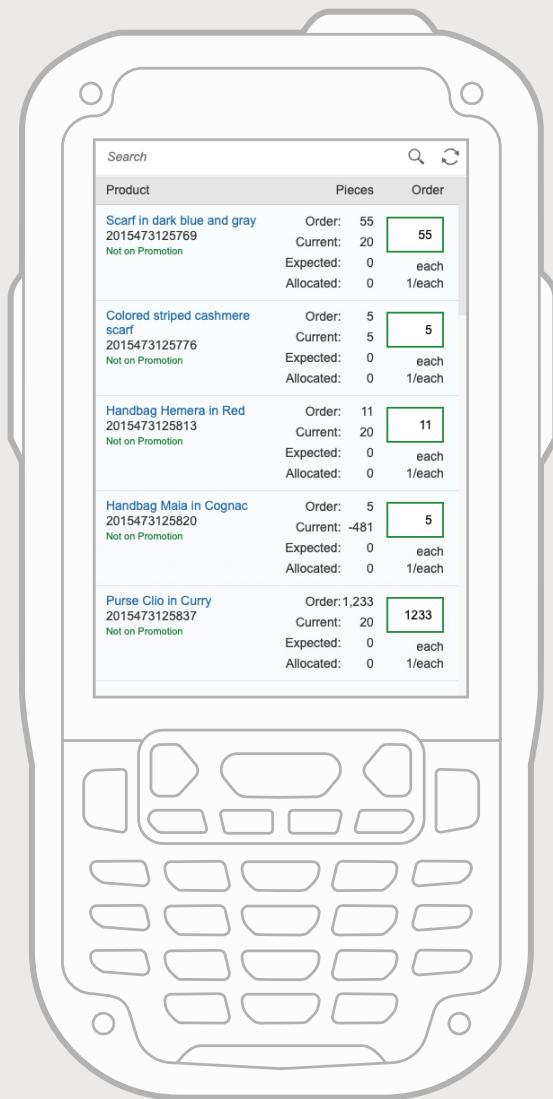 Search
Product Pieces Order
Scarf in dark blue and gray
2015473125769
Not on Promotion
Order: 55
Current: 20
Expected: 0
Allocated: 0
55
each
1/each
Colored striped cashmere
scarf
2015473125776
Not on Promotion
Order: 5
Current: 5
Expected: 0
Allocated: 0
5
each
1/each
Handbag Hemera in Red
2015473125813
Not on Promotion
Order: 11
Current: 20
Expected: 0
Allocated: 0
11
each
1/each
Handbag Maia in Cognac
2015473125820
Not on Promotion
Order: 5
Current: -481
Expected: 0
Allocated: 0
5
each
1/each
Purse Clio in Curry
2015473125837
Not on Promotion
Order: 1,233
Current: 20
Expected: 0
Allocated: 0
1233
each
1/each